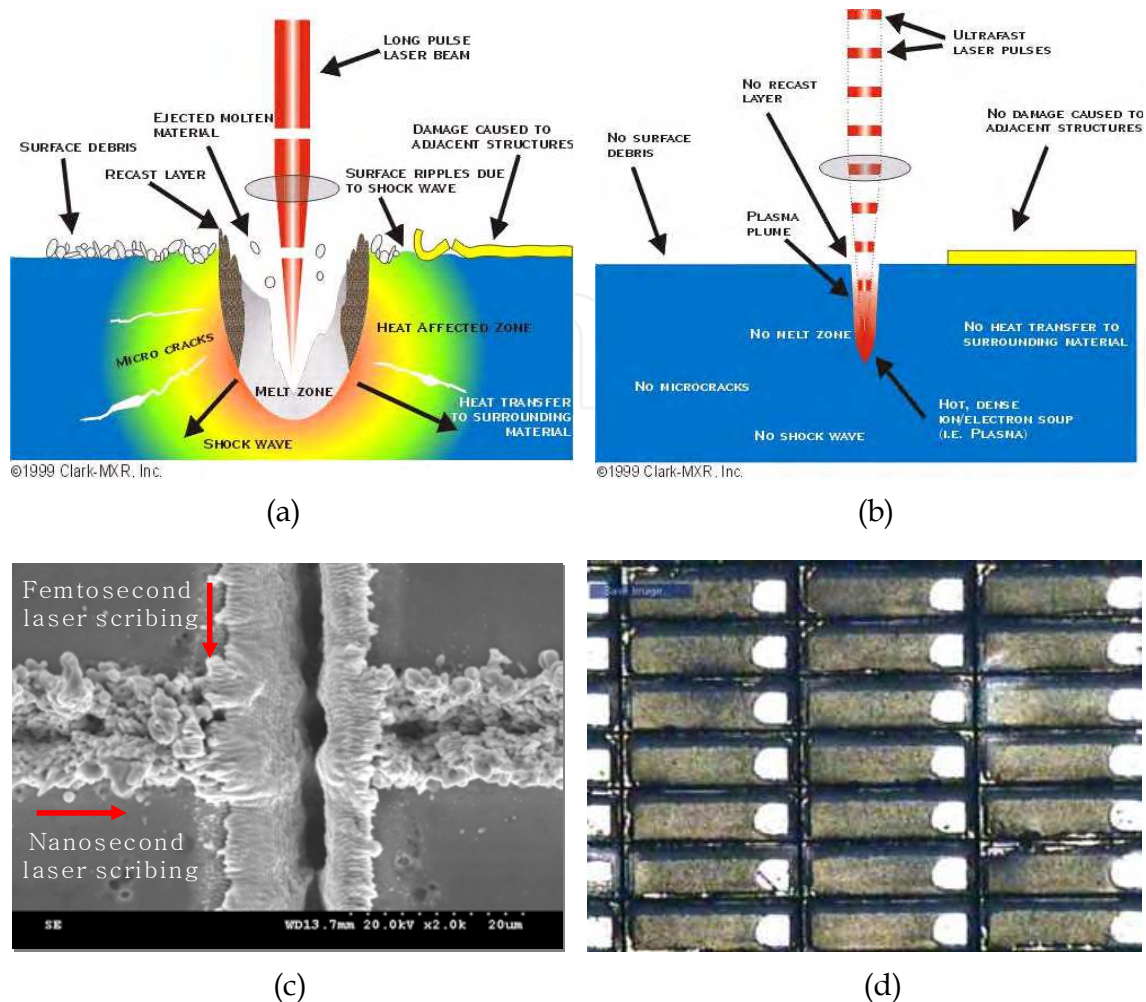 LONG PULSE
LASER BEAM
EJECTED MOLTEN
MATERIAL
SURFACE DEBRIS
RECAST LAYER
DAMAGE CAUSED TO
ADJACENT STRUCTURES
SURFACE RIPPLES DUE
TO SHOCK WAVE
MICRO CRACKS
HEAT AFFECTED ZONE
MELT ZONE
SHOCK WAVE
HEAT TRANSFER
TO SURROUNDING
MATERIAL
©1999 Clark-MXR, Inc.
(a)
ULTRAFAST
LASER PULSES
NO RECAST
LAYER
NO SURFACE
DEBRIS
NO DAMAGE CAUSED TO
ADJACENT STRUCTURES
PLASMA
PLUME
NO MELT ZONE
NO HEAT TRANSFER TO
SURROUNDING MATERIAL
NO MICROCRACKS
NO SHOCK WAVE
HOT, DENSE
ION/ELECTRON SOUP
(I.E. PLASMA)
©1999 Clark-MXR, Inc.
(b)
Femtosecond
laser scribing
Nanosecond
laser scribing
SE
WD13.7mm 20.0kV x2.0k 20um
(c)
Save Image
(d)